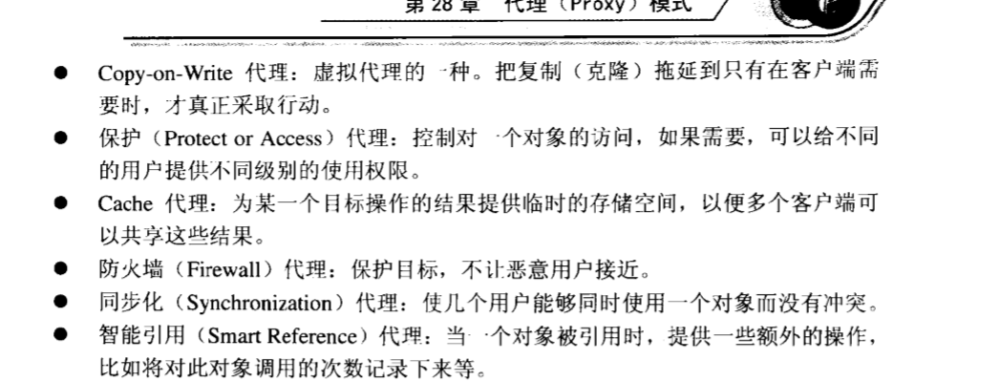 第 28 章 代理（Proxy）模式
● Copy-on-Write 代理：虚拟代理的一种。把复制（克隆）拖延到只有在客户端需
要时，才真正采取行动。
● 保护（Protect or Access）代理：控制对一个对象的访问，如果需要，可以给不同
的用户提供不同级别的使用权限。
● Cache 代理：为某一个目标操作的结果提供临时的存储空间，以便多个客户端可
以共享这些结果。
● 防火墙（Firewall）代理：保护目标，不让恶意用户接近。
● 同步化（Synchronization）代理：使几个用户能够同时使用一个对象而没有冲突。
● 智能引用（Smart Reference）代理：当一个对象被引用时，提供一些额外的操作，
比如将对此对象调用的次数记录下来等。